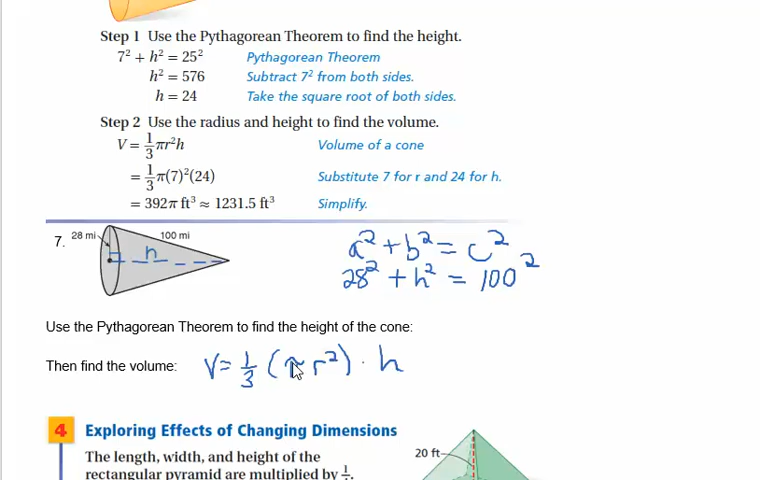 Step 1 Use the Pythagorean Theorem to find the height.
7² + h² = 25² Pythagorean Theorem
h² = 576 Subtract 7² from both sides.
h = 24 Take the square root of both sides.
Step 2 Use the radius and height to find the volume.
V = 1/3 πr²h Volume of a cone
= 1/3 π(7)²(24) Substitute 7 for r and 24 for h.
= 392π ft³ ≈ 1231.5 ft³ Simplify.
7. 28 mi 100 mi
h
a² + b² = c²
28² + h² = 100²
Use the Pythagorean Theorem to find the height of the cone:
Then find the volume: V = 1/3 (π r²) · h
4 Exploring Effects of Changing Dimensions
The length, width, and height of the
rectangular pyramid are multiplied by 1/
20 ft